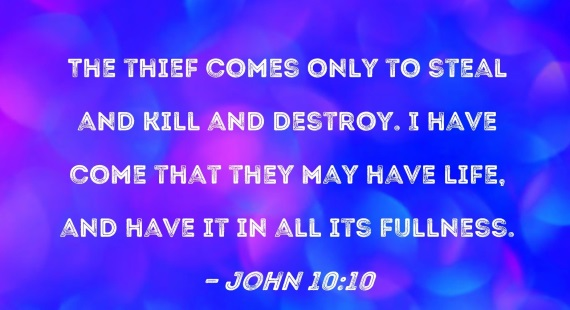 THE THIEF COMES ONLY TO STEAL
AND KILL AND DESTROY. I HAVE
COME THAT THEY MAY HAVE LIFE,
AND HAVE IT IN ALL ITS FULLNESS.
- JOHN 10:10